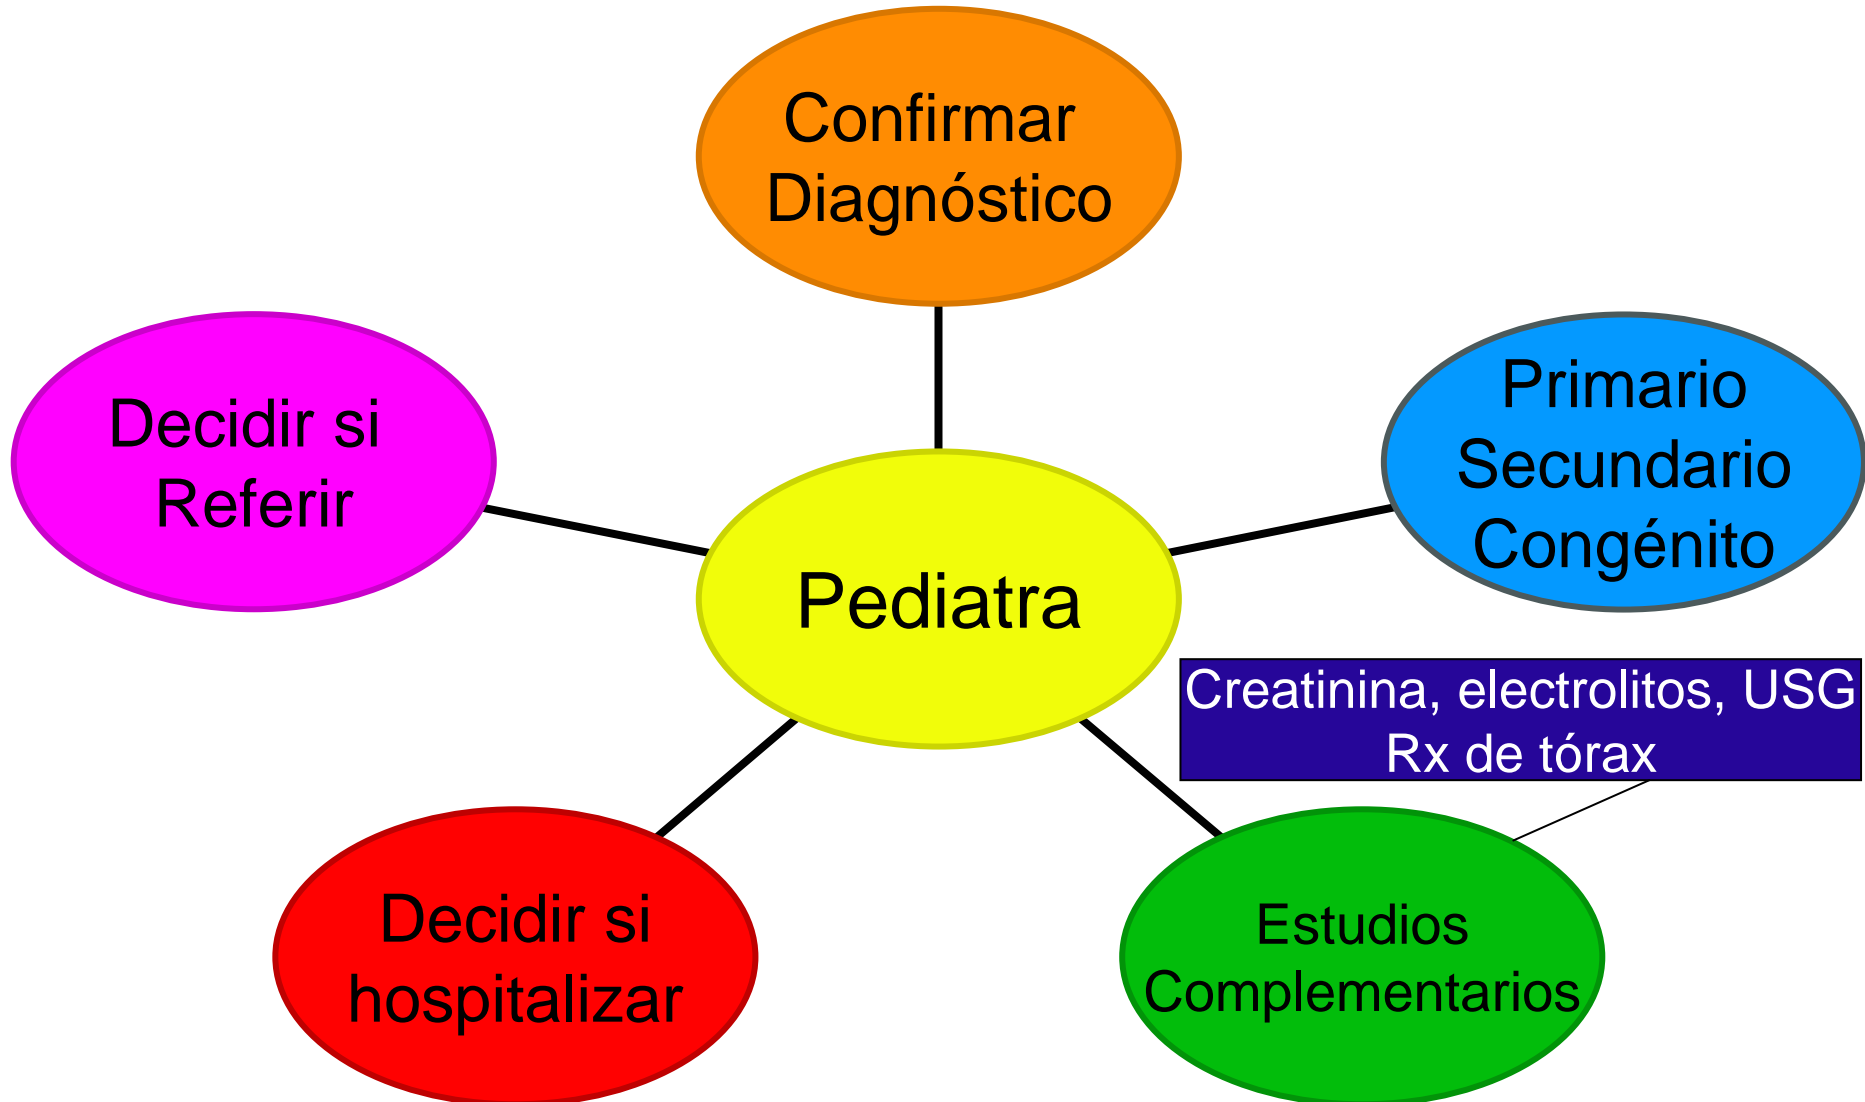 Confirmar
Diagnóstico
Decidir si
Referir
Primario
Secundario
Congénito
Pediatra
Creatinina, electrolitos, USG
Rx de tórax
Decidir si
hospitalizar
Estudios
Complementarios